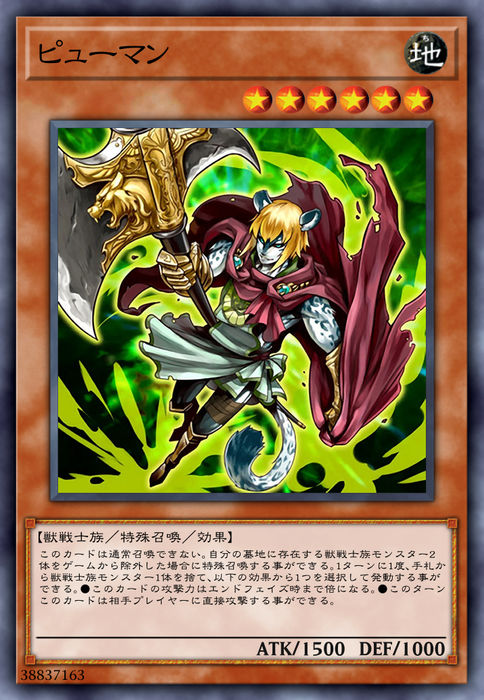 ピューマン
ち
地
【獣戦士族／特殊召喚／効果】
このカードは通常召喚できない。自分の墓地に存在する獣戦士族モンスター2
体をゲームから除外した場合に特殊召喚する事ができる。1ターンに1度、手札か
ら獣戦士族モンスター1体を捨て、以下の効果から1つを選択して発動する事が
できる。●このカードの攻撃力はエンドフェイズ時まで倍になる。●このターン
このカードは相手プレイヤーに直接攻撃する事ができる。
ATK/1500 DEF/1000
38837163